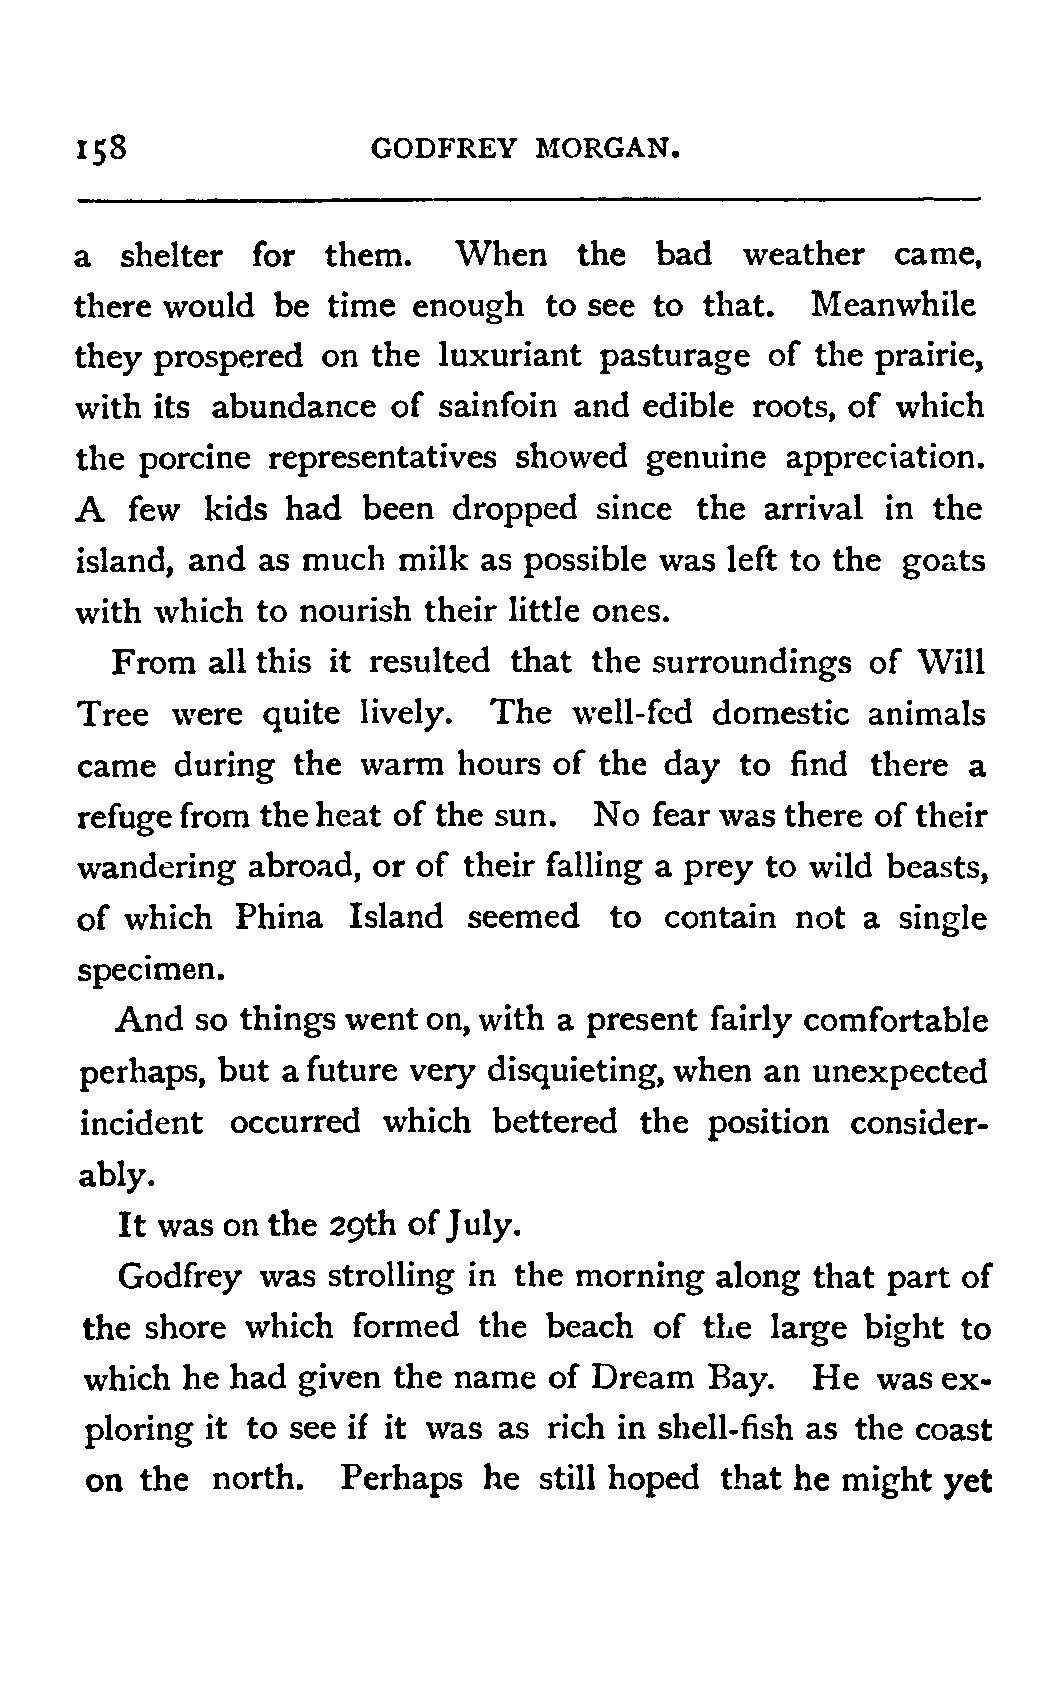 158 GODFREY MORGAN.
a shelter for them. When the bad weather came,
there would be time enough to see to that. Meanwhile
they prospered on the luxuriant pasturage of the prairie,
with its abundance of sainfoin and edible roots, of which
the porcine representatives showed genuine appreciation.
A few kids had been dropped since the arrival in the
island, and as much milk as possible was left to the goats
with which to nourish their little ones.
From all this it resulted that the surroundings of Will
Tree were quite lively. The well-fed domestic animals
came during the warm hours of the day to find there a
refuge from the heat of the sun. No fear was there of their
wandering abroad, or of their falling a prey to wild beasts,
of which Phina Island seemed to contain not a single
specimen.
And so things went on, with a present fairly comfortable
perhaps, but a future very disquieting, when an unexpected
incident occurred which bettered the position consider-
ably.
It was on the 29th of July.
Godfrey was strolling in the morning along that part of
the shore which formed the beach of the large bight to
which he had given the name of Dream Bay. He was ex-
ploring it to see if it was as rich in shell-fish as the coast
on the north. Perhaps he still hoped that he might yet